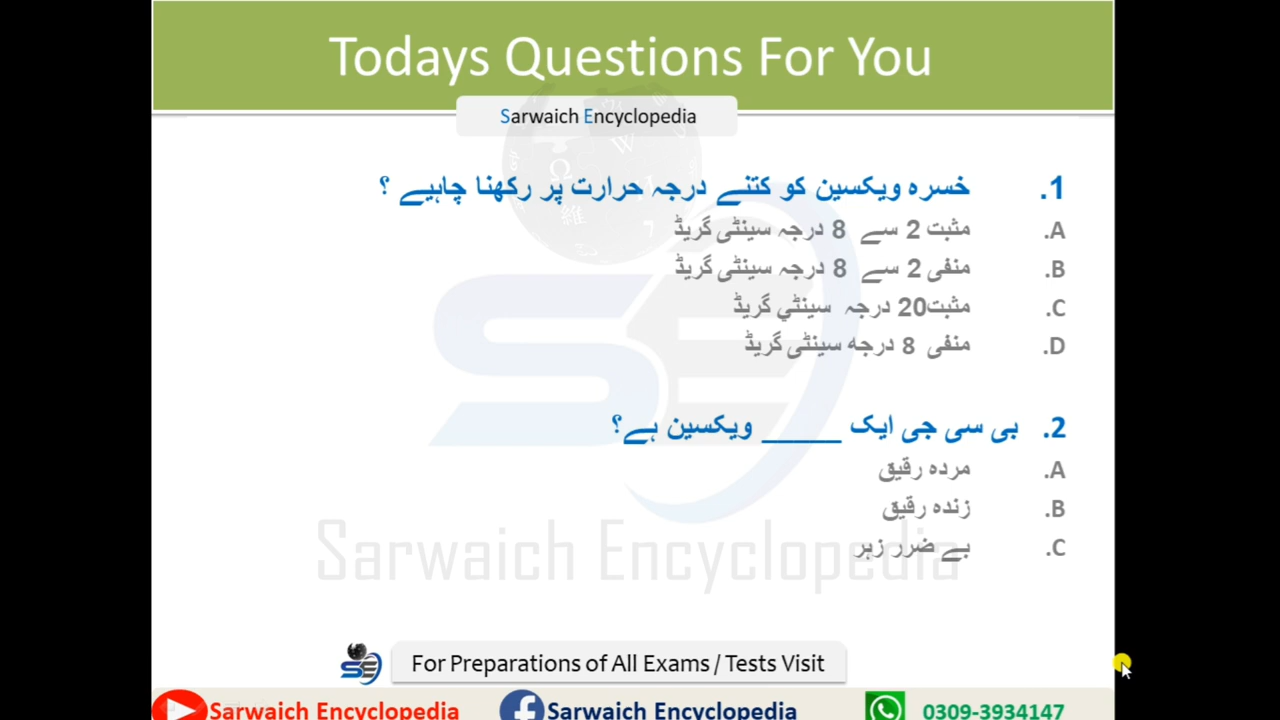 Todays Questions For You
Sarwaich Encyclopedia
1. خسرہ ویکسین کو کتنے درجہ حرارت پر رکھنا چاہیے ؟
A. مثبت 2 سے 8 درجہ سینٹی گریڈ
B. منفی 2 سے 8 درجہ سینٹی گریڈ
C. مثبت20 درجہ سينٹي گریڈ
D. منفی 8 درجه سینٹی گریڈ
2. بی سی جی ایک _____ ویکسین ہے؟
A. مردہ رقیق
B. زندہ رقیق
C. بے ضرر زہر
Sarwaich Encyclopedia
For Preparations of All Exams / Tests Visit
Sarwaich Encyclopedia Sarwaich Encyclopedia 0309-3934147